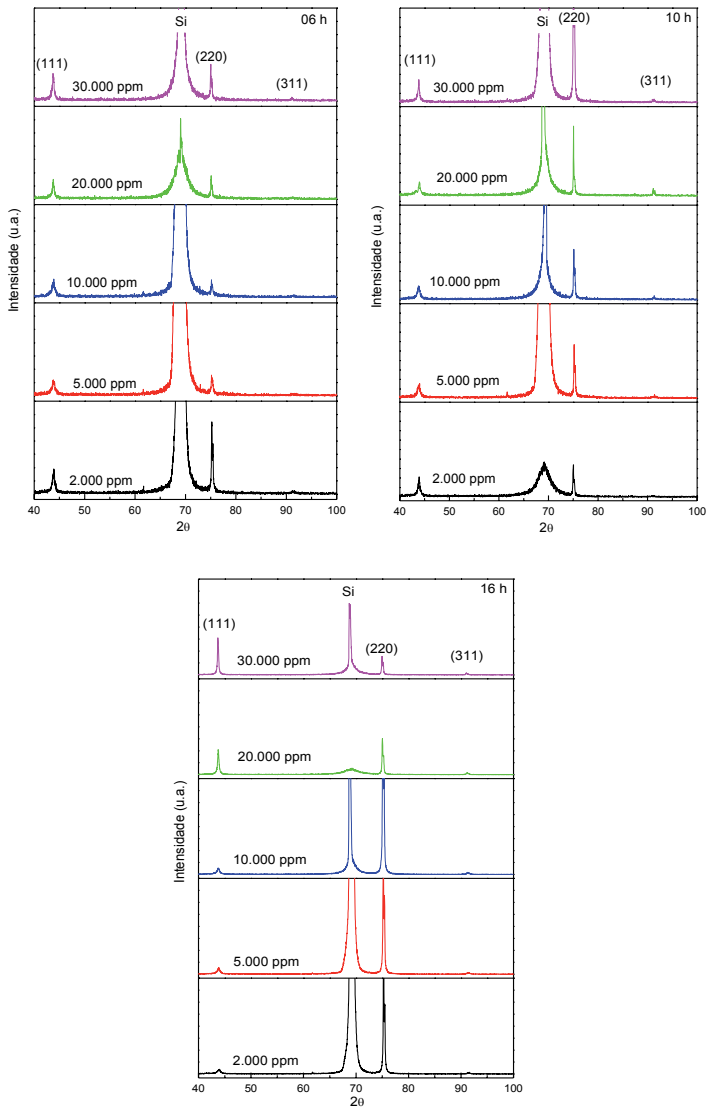 Si
06 h
(111)
(220)
(311)
30.000 ppm
20.000 ppm
10.000 ppm
5.000 ppm
2.000 ppm
Intensidade (u.a.)
40 50 60 70 80 90 100
2θ
Si
(220)
10 h
(111)
(311)
30.000 ppm
20.000 ppm
10.000 ppm
5.000 ppm
2.000 ppm
Intensidade (u.a.)
40 50 60 70 80 90 100
2θ
Si
16 h
(111)
(220)
(311)
30.000 ppm
20.000 ppm
10.000 ppm
5.000 ppm
2.000 ppm
Intensidade (u.a.)
40 50 60 70 80 90 100
2θ